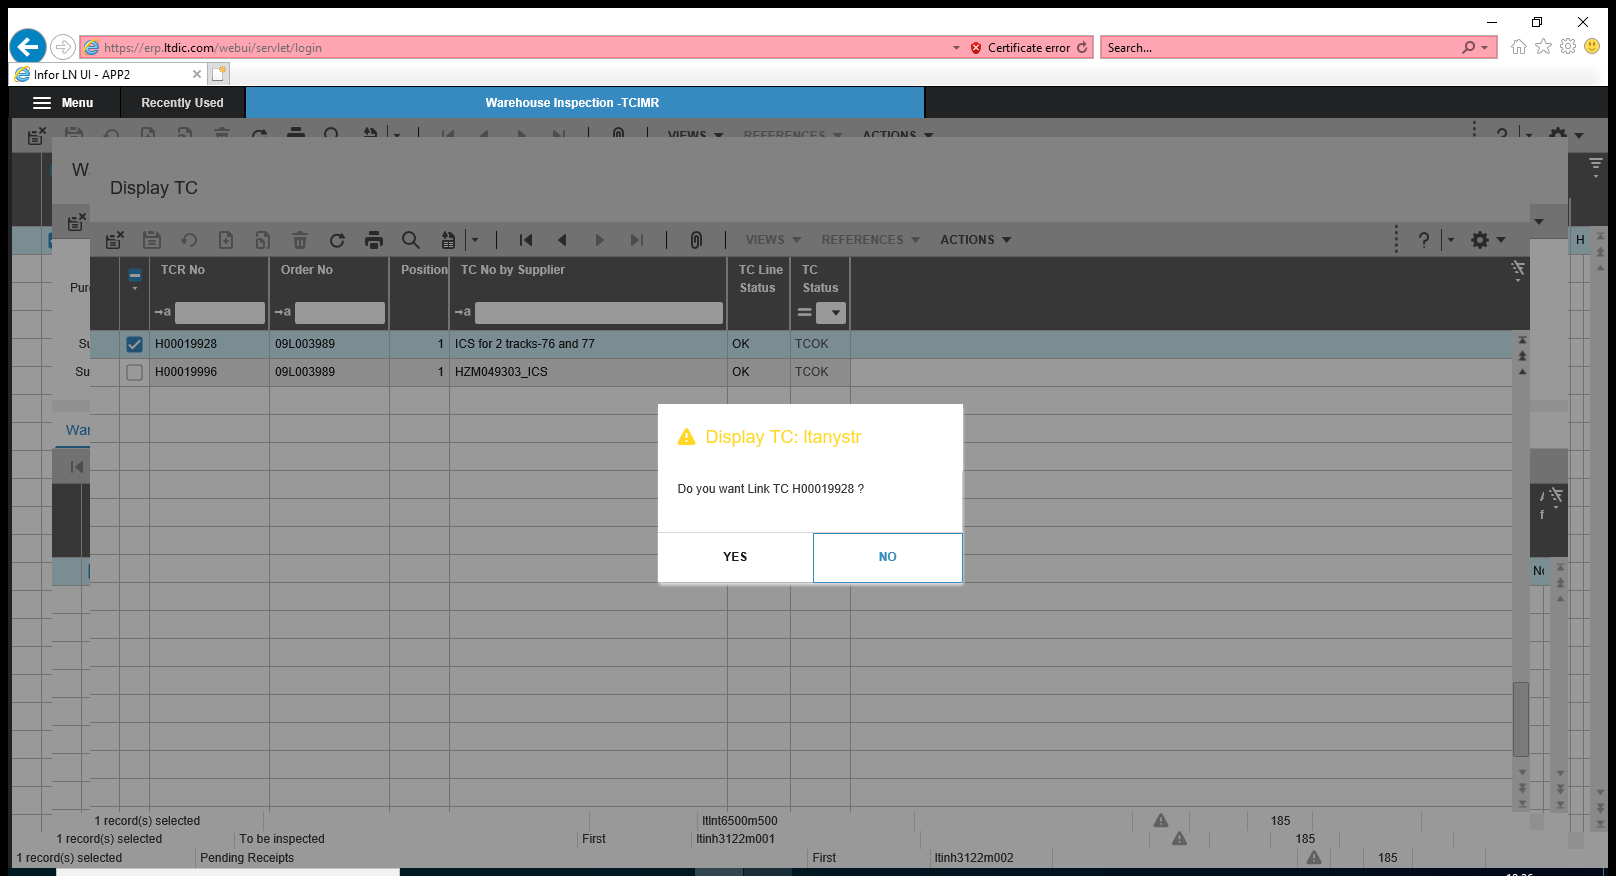 https://erp.ltdic.com/webui/servlet/login
Certificate error
Search...
Infor LN UI - APP2
Menu
Recently Used
Warehouse Inspection -TCIMR
VIEWS
REFERENCES
ACTIONS
Display TC
VIEWS
REFERENCES
ACTIONS
H
TCR No
Order No
Position
TC No by Supplier
TC Line Status
TC Status
H00019928 09L003989 1 ICS for 2 tracks-76 and 77 OK TCOK
H00019996 09L003989 1 HZM049303_ICS OK TCOK
Display TC: ltanystr
Do you want Link TC H00019928 ?
YES
NO
1 record(s) selected ltlnt6500m500 185
1 record(s) selected To be inspected First ltinh3122m001 185
1 record(s) selected Pending Receipts First ltinh3122m002 185